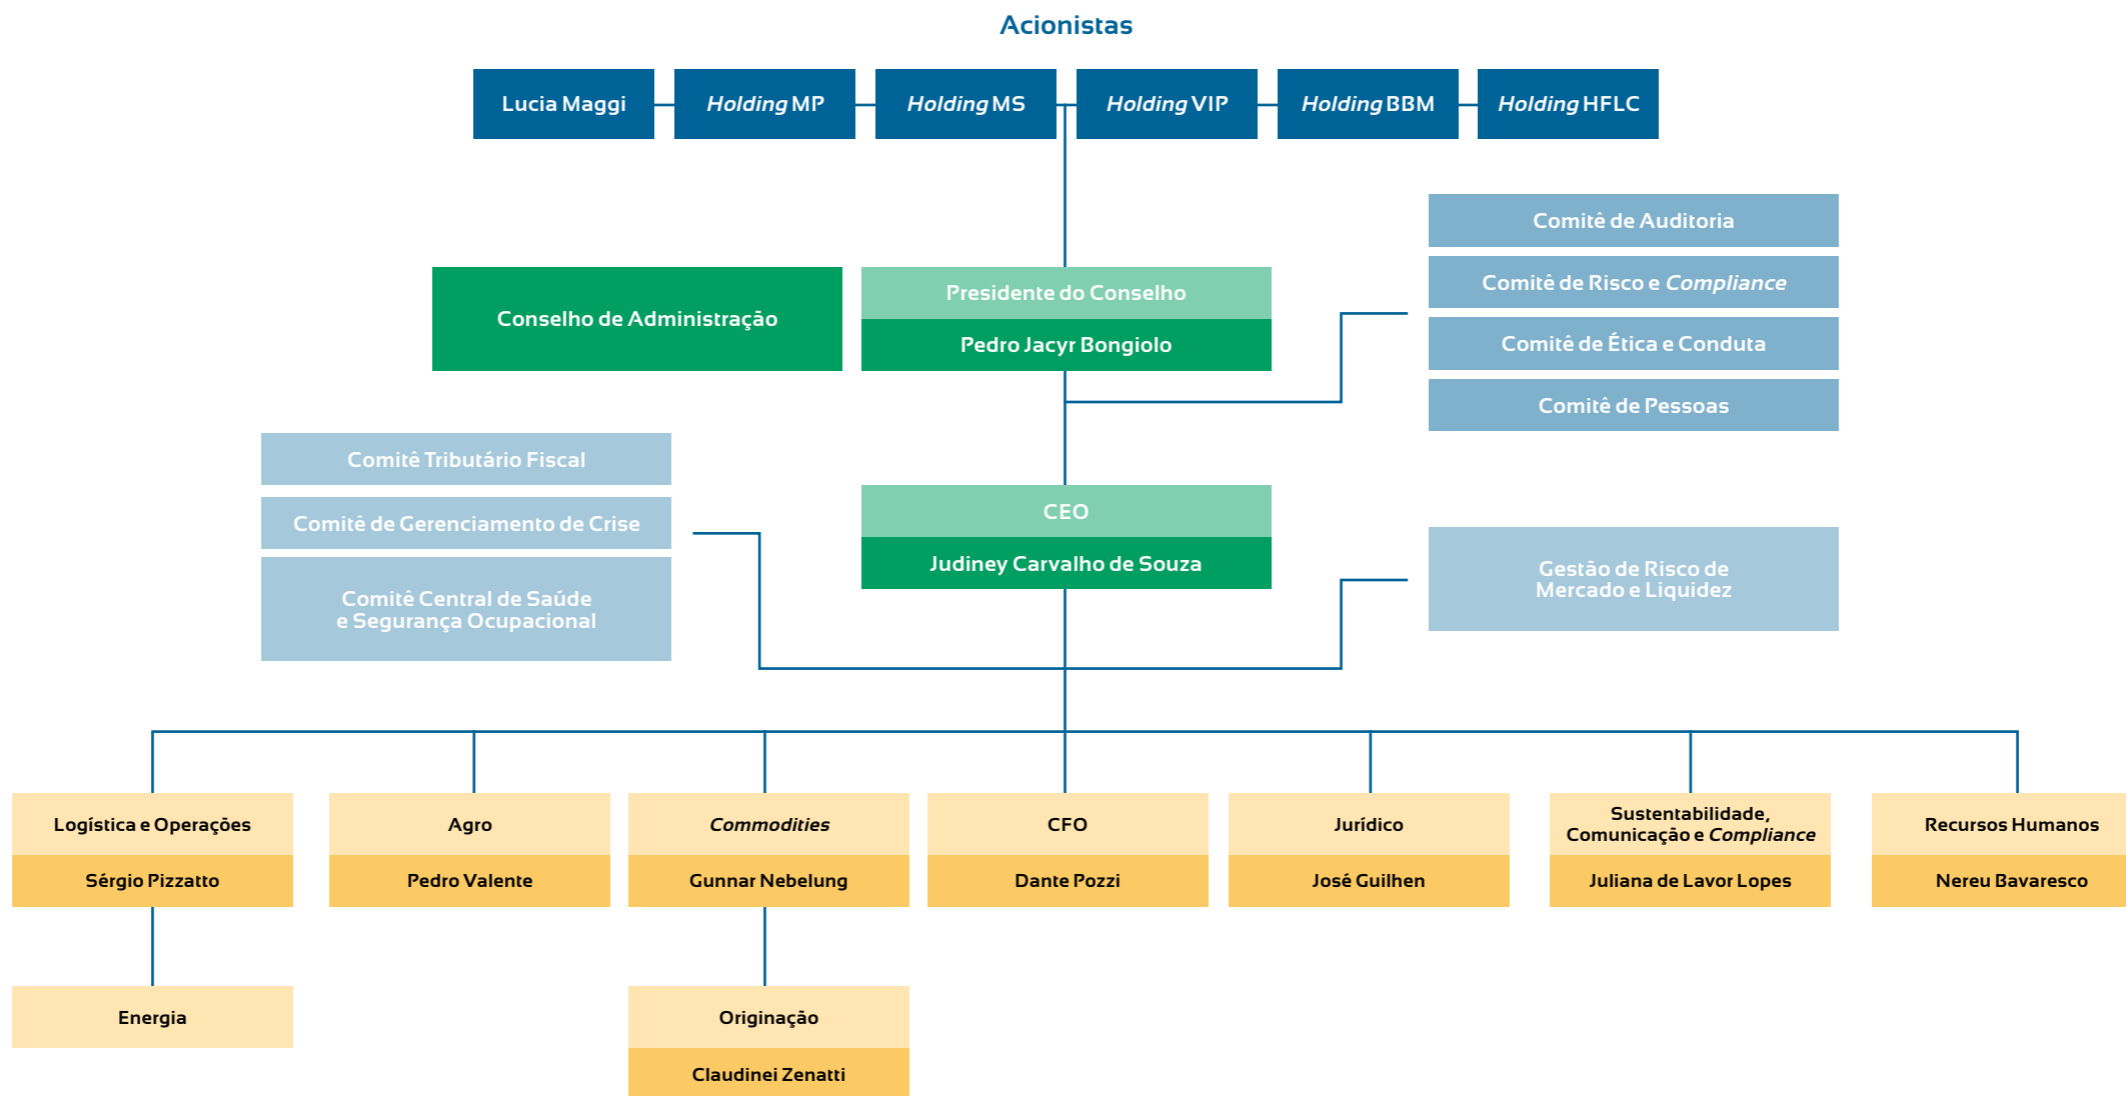 Acionistas
Lucia Maggi
Holding MP
Holding MS
Holding VIP
Holding BBM
Holding HFLC
Comitê de Auditoria
Comitê de Risco e Compliance
Comitê de Ética e Conduta
Comitê de Pessoas
Conselho de Administração
Presidente do Conselho
Pedro Jacyr Bongiolo
Comitê Tributário Fiscal
Comitê de Gerenciamento de Crise
Comitê Central de Saúde
e Segurança Ocupacional
CEO
Judiney Carvalho de Souza
Gestão de Risco de
Mercado e Liquidez
Logística e Operações
Sérgio Pizzatto
Agro
Pedro Valente
Commodities
Gunnar Nebelung
CFO
Dante Pozzi
Jurídico
José Guilhen
Sustentabilidade,
Comunicação e Compliance
Juliana de Lavor Lopes
Recursos Humanos
Nereu Bavaresco
Energia
Originação
Claudinei Zenatti